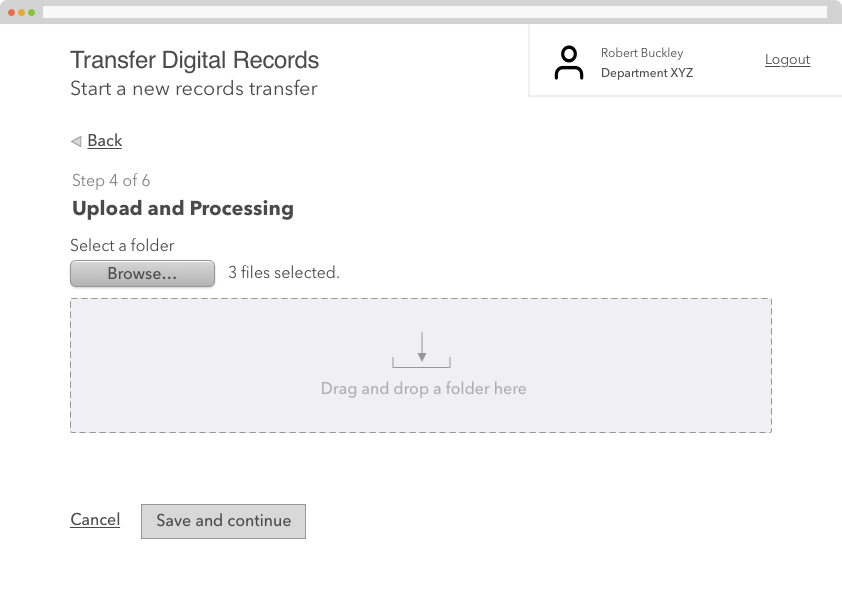 Transfer Digital Records
Start a new records transfer
Robert Buckley
Department XYZ
Logout
Back
Step 4 of 6
Upload and Processing
Select a folder
Browse... 3 files selected.
Drag and drop a folder here
Cancel
Save and continue